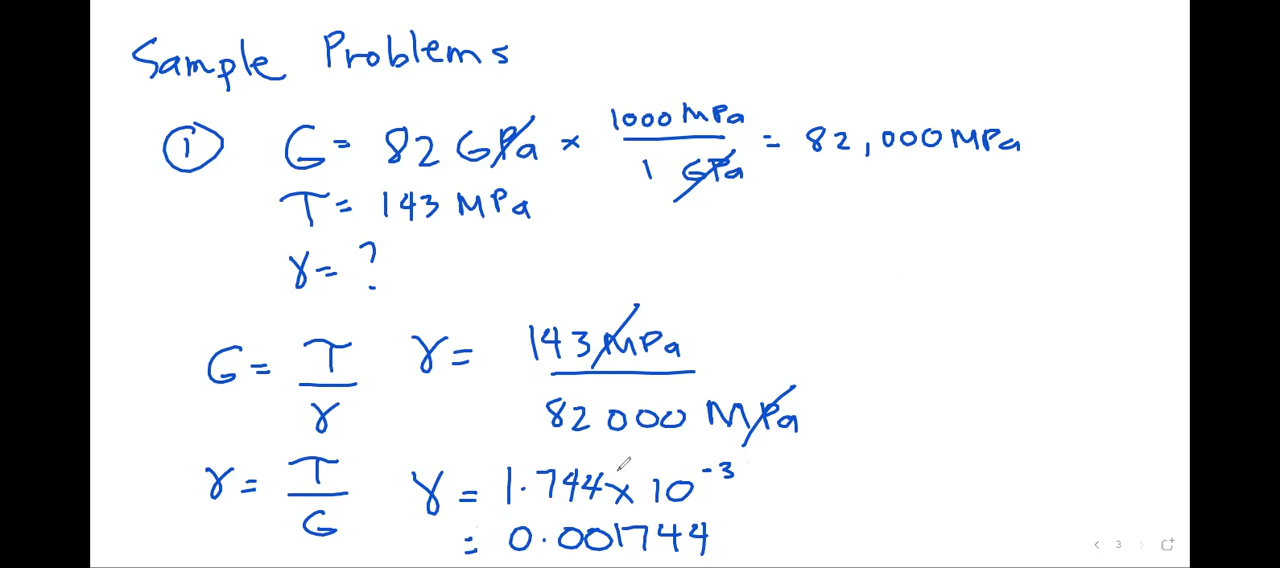 Sample Problems
① G = 82 GPa × 1000 MPa / 1 GPa = 82,000 MPa
τ = 143 MPa
γ = ?
G = τ / γ
γ = 143 MPa / 82 000 MPa
γ = τ / G
γ = 1.744 × 10⁻³
= 0.001744
3